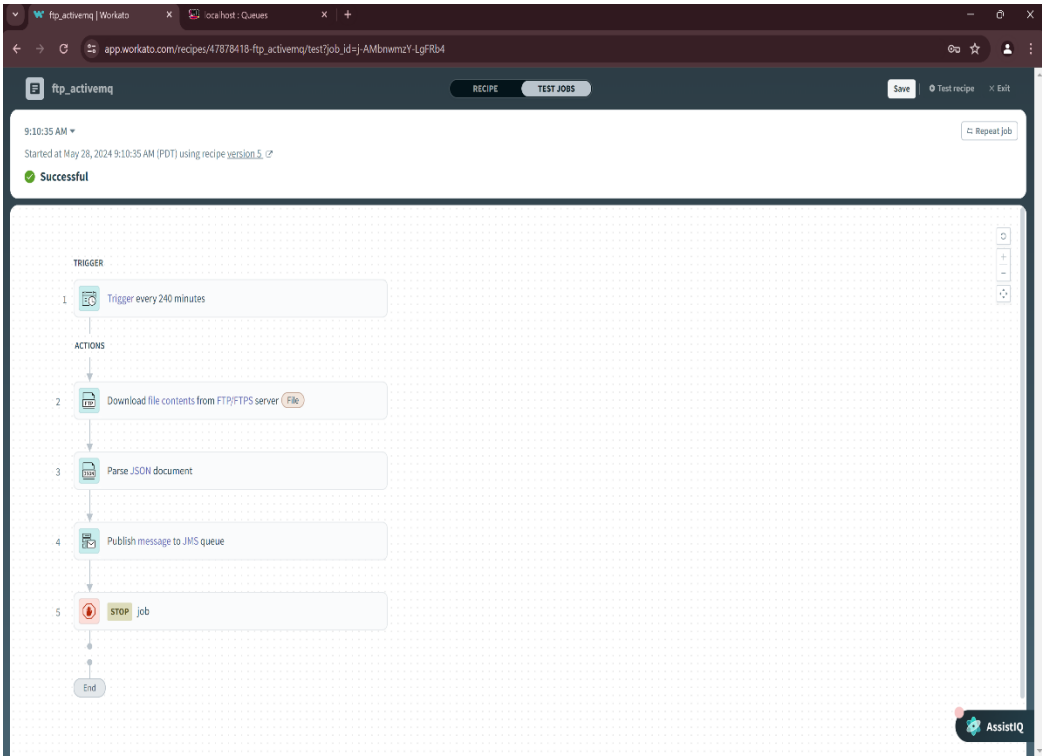 ftp_activemq | Workato
localhost : Queues
app.workato.com/recipes/47878418-ftp_activemq/test?job_id=j-AMbnwmzY-LgFRb4
ftp_activemq
RECIPE
TEST JOBS
Save
Test recipe
Exit
9:10:35 AM
Repeat job
Started at May 28, 2024 9:10:35 AM (PDT) using recipe version 5
Successful
TRIGGER
1 Trigger every 240 minutes
ACTIONS
2 FTP Download file contents from FTP/FTPS server File
3 JSON Parse JSON document
4 Publish message to JMS queue
5 STOP job
End
AssistIQ